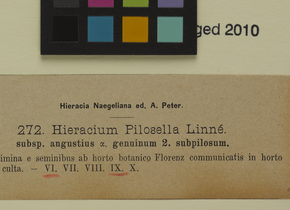 ged 2010
Hieracia Naegeliana ed. A. Peter.
272. Hieracium Pilosella Linné.
subsp. angustius α. genuinum 2. subpilosum.
imina e seminibus ab horto botanico Florenz communicatis in horto
culta. — VI. VII. VIII. IX. X.